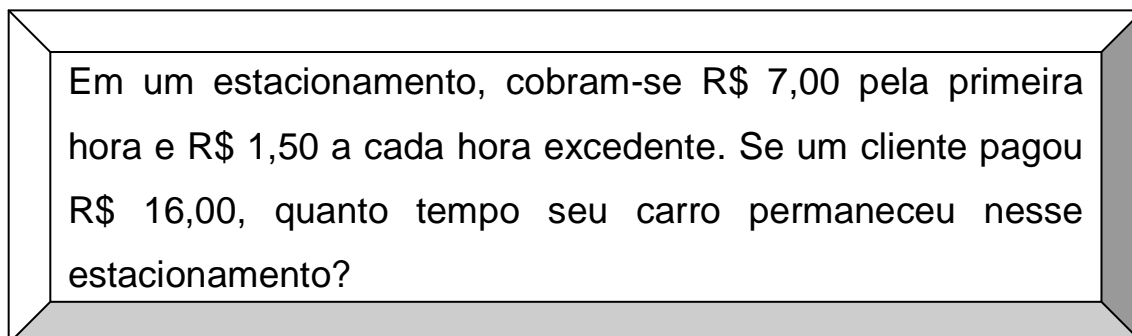 Em um estacionamento, cobram-se R$ 7,00 pela primeira
hora e R$ 1,50 a cada hora excedente. Se um cliente pagou
R$ 16,00, quanto tempo seu carro permaneceu nesse
estacionamento?